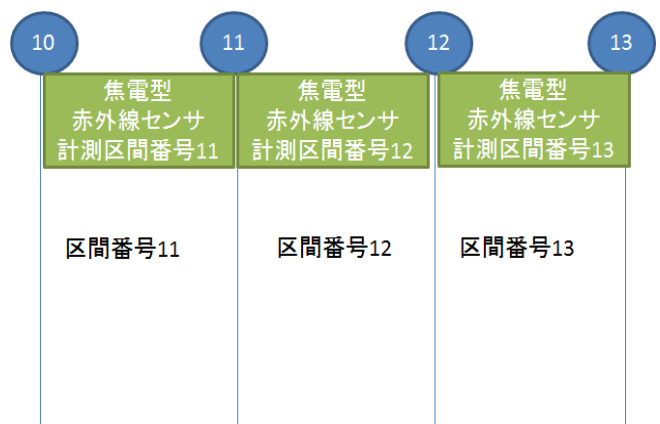 10
11
12
13
焦電型
赤外線センサ
計測区間番号11
焦電型
赤外線センサ
計測区間番号12
焦電型
赤外線センサ
計測区間番号13
区間番号11
区間番号12
区間番号13